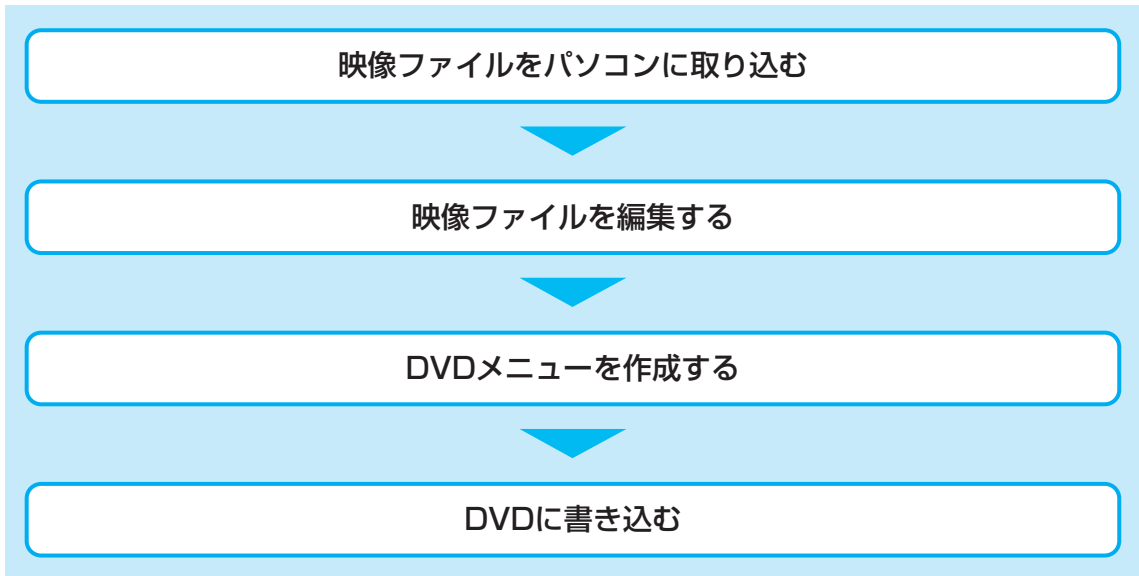 映像ファイルをパソコンに取り込む
映像ファイルを編集する
DVDメニューを作成する
DVDに書き込む